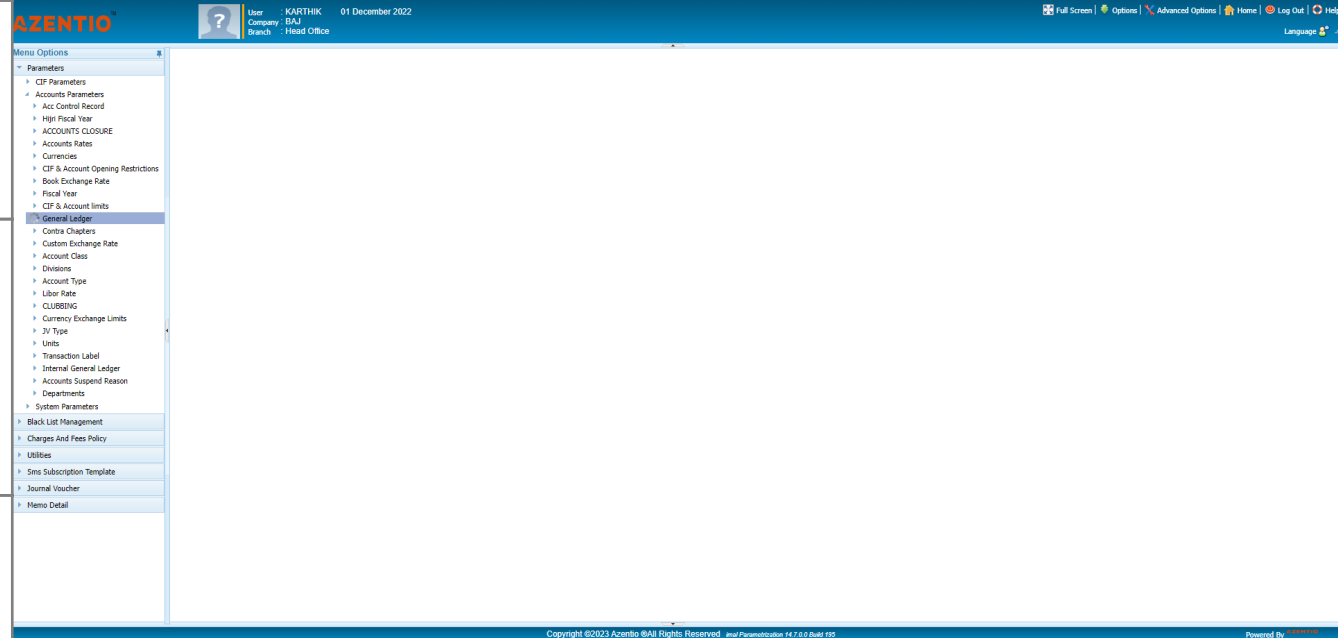 AZENTIO™
User : KARTHIK 01 December 2022
Company : BAJ
Branch : Head Office
Full Screen | Options | Advanced Options | Home | Log Out | Help
Language
Menu Options
Parameters
CIF Parameters
Accounts Parameters
Acc Control Record
Hijri Fiscal Year
ACCOUNTS CLOSURE
Accounts Rates
Currencies
CIF & Account Opening Restrictions
Book Exchange Rate
Fiscal Year
CIF & Account limits
General Ledger
Contra Chapters
Custom Exchange Rate
Account Class
Divisions
Account Type
Libor Rate
CLUBBING
Currency Exchange Limits
JV Type
Units
Transaction Label
Internal General Ledger
Accounts Suspend Reason
Departments
System Parameters
Black List Management
Charges And Fees Policy
Utilities
Sms Subscription Template
Journal Voucher
Memo Detail
Copyright ©2023 Azentio ®All Rights Reserved imal Parametrization 14.7.0.0 Build 195
Powered By AZENTIO